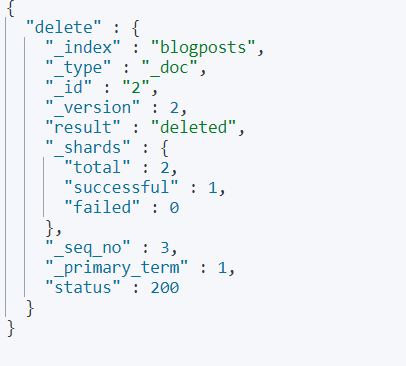 {
"delete" : {
"_index" : "blogposts",
"_type" : "_doc",
"_id" : "2",
"_version" : 2,
"result" : "deleted",
"_shards" : {
"total" : 2,
"successful" : 1,
"failed" : 0
},
"_seq_no" : 3,
"_primary_term" : 1,
"status" : 200
}
}